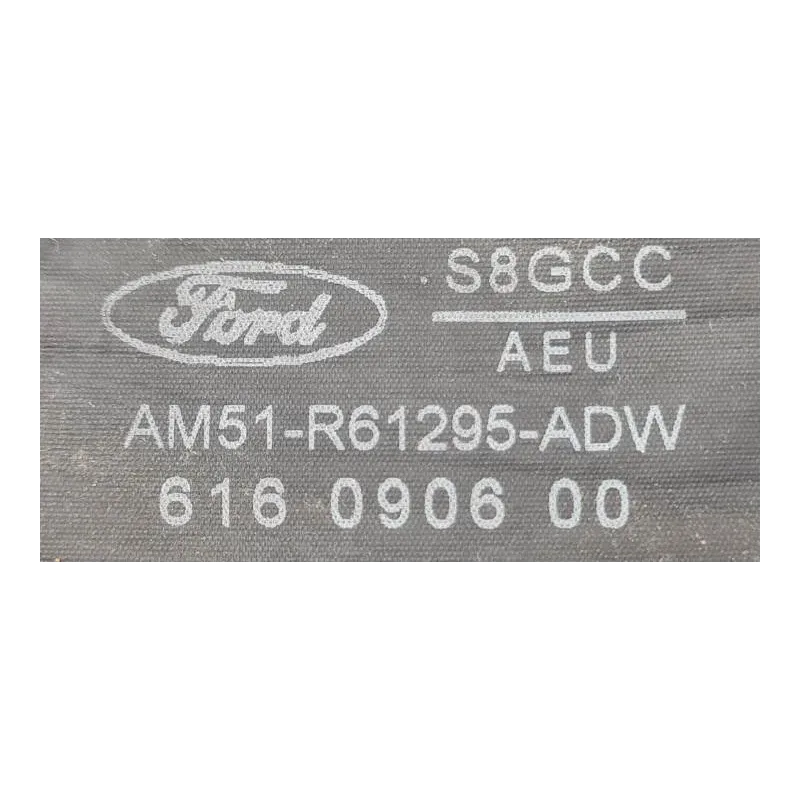 Ford
S8GCC
AEU
AM51-R61295-ADW
616 0906 00